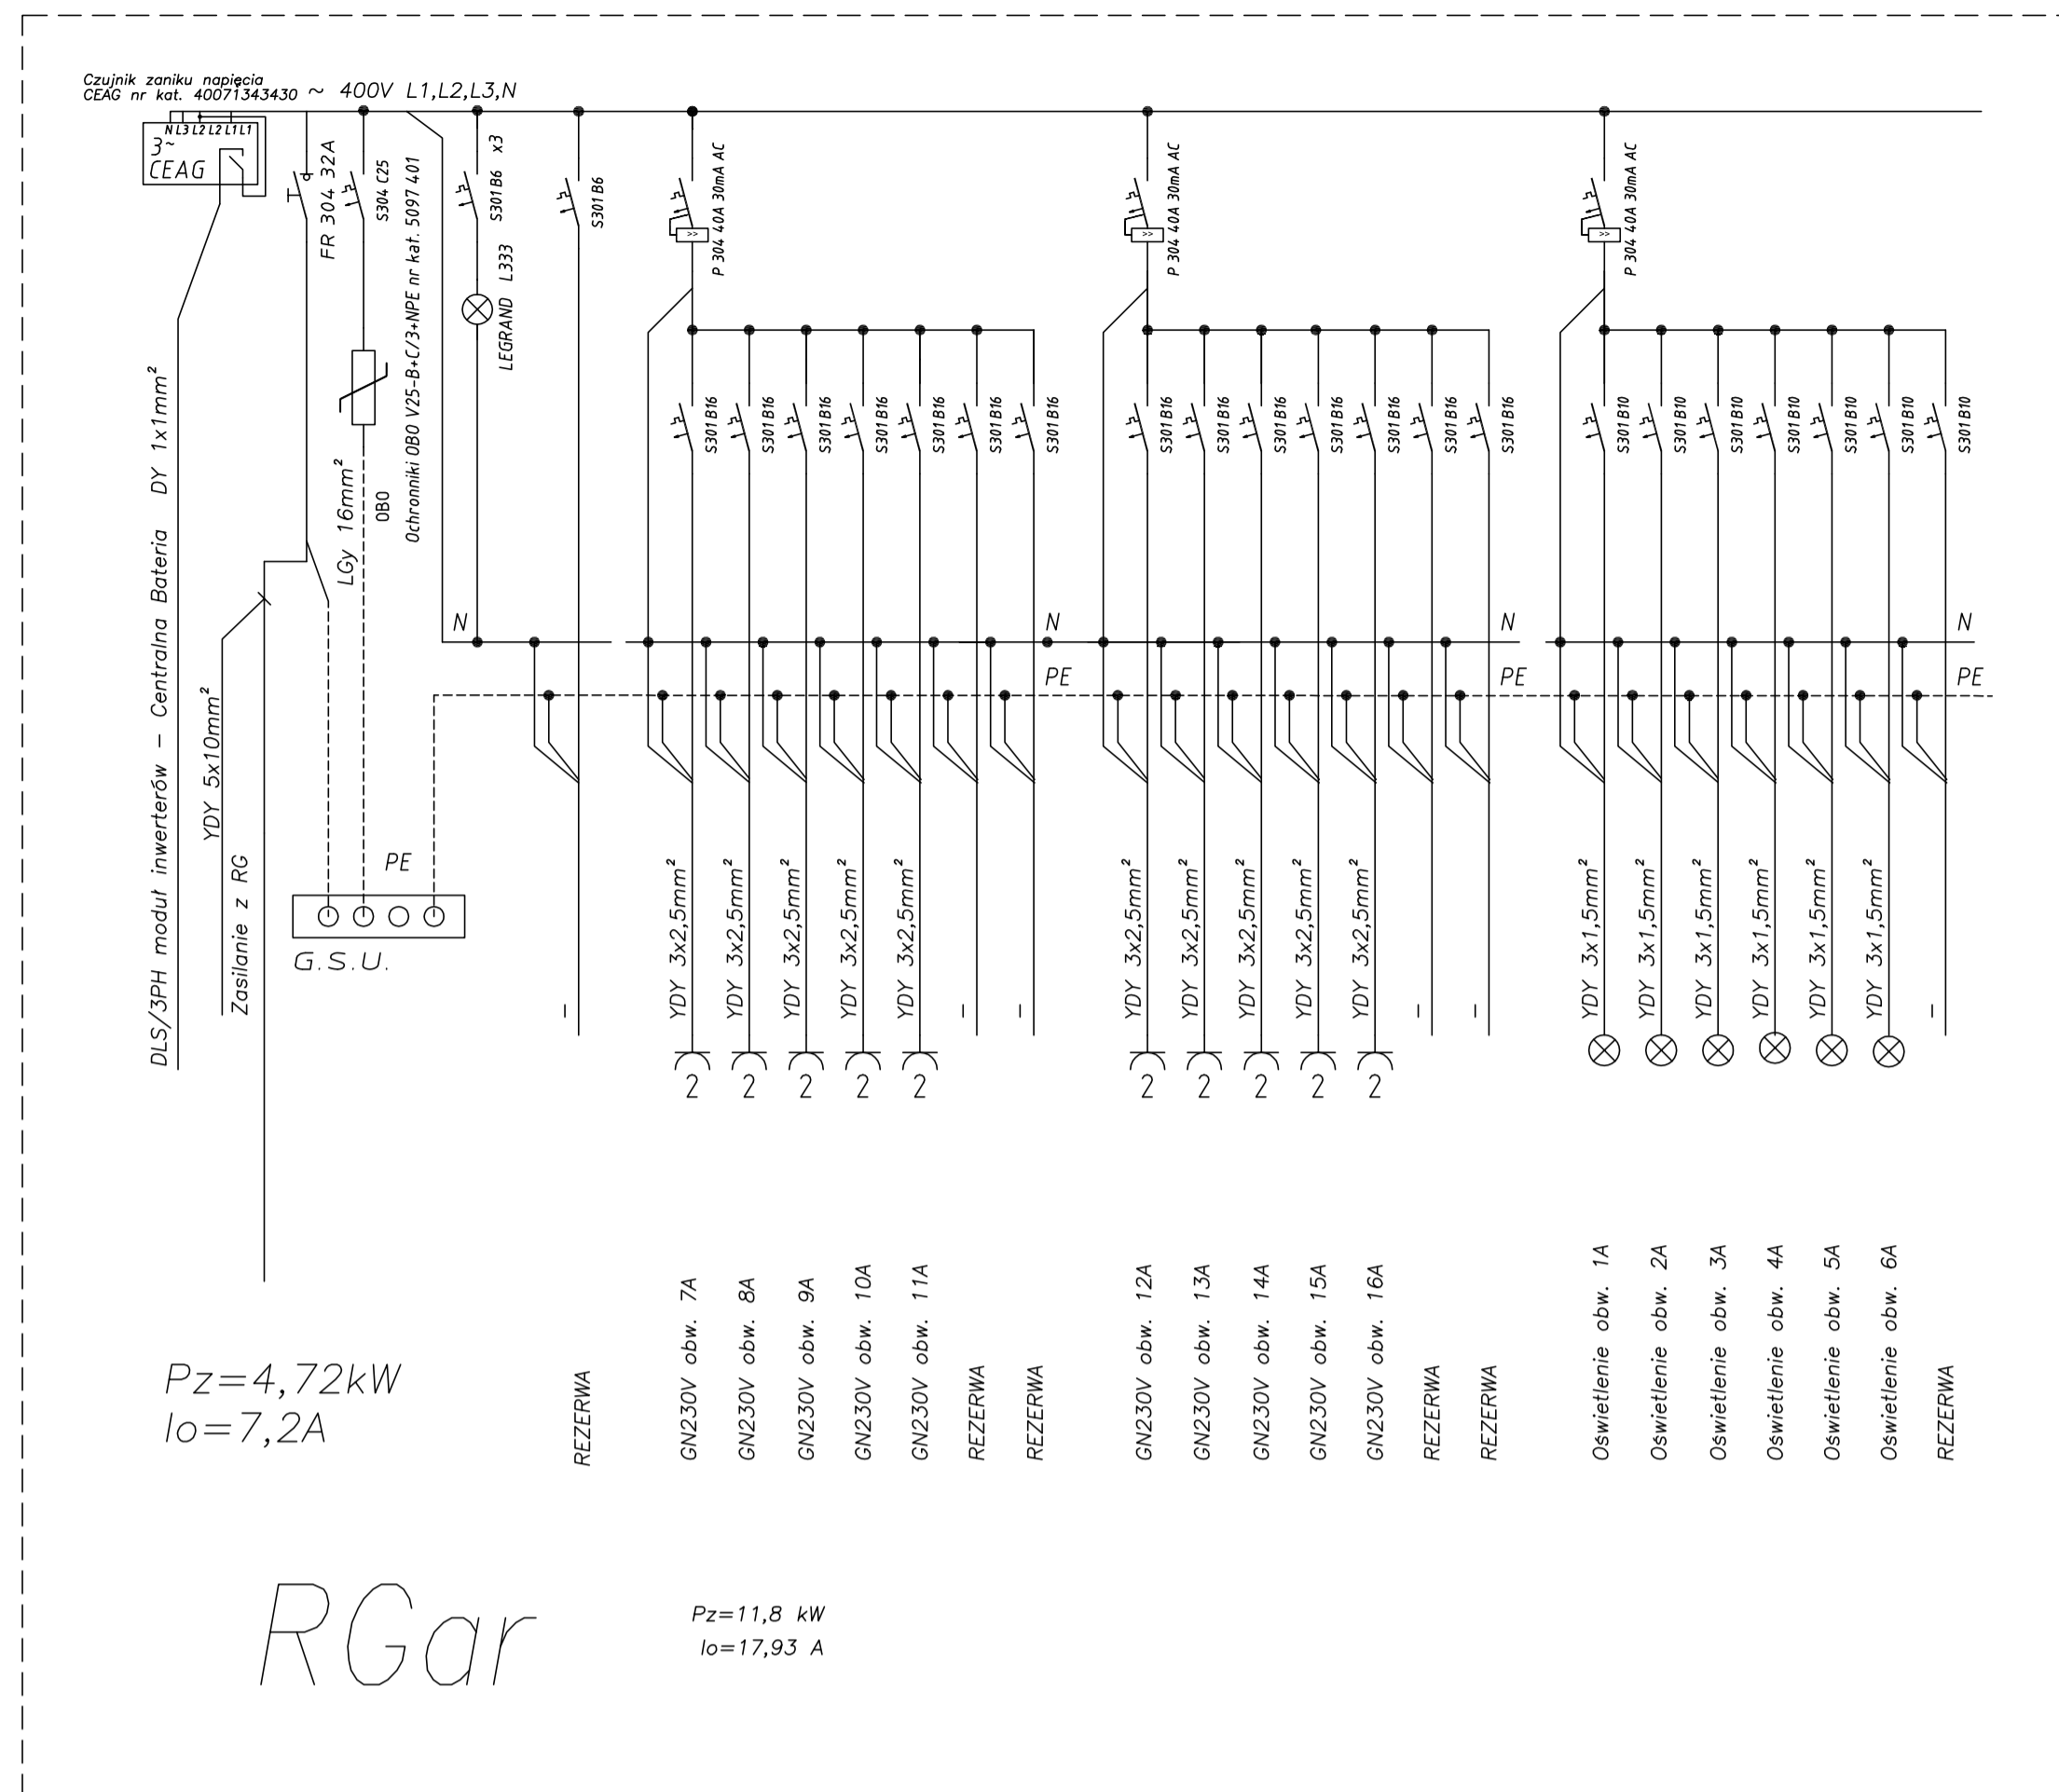 Czujnik zaniku napięcia
CEAG nr kat. 40071343430
~ 400V L1,L2,L3,N
N L3 L2 L2 L1 L1
3~
CEAG
FR 304 32A
S304 C25
Ochronniki OBO V25-B+C/3+NPE nr kat. 5097 401
S301 B6 x3
LEGRAND L333
S301 B6
P 304 40A 30mA AC
P 304 40A 30mA AC
P 304 40A 30mA AC
>>
>>
>>
S301 B16
S301 B16
S301 B16
S301 B16
S301 B16
S301 B16
S301 B16
S301 B16
S301 B16
S301 B16
S301 B16
S301 B16
S301 B16
S301 B16
S301 B10
S301 B10
S301 B10
S301 B10
S301 B10
S301 B10
S301 B10
LGy 16mm²
OBO
N
N
N
N
PE
PE
PE
DLS/3PH moduł inwerterów - Centralna Bateria DY 1x1mm²
YDY 5x10mm²
Zasilanie z RG
PE
G.S.U.
–
YDY 3x2,5mm²
YDY 3x2,5mm²
YDY 3x2,5mm²
YDY 3x2,5mm²
YDY 3x2,5mm²
–
–
YDY 3x2,5mm²
YDY 3x2,5mm²
YDY 3x2,5mm²
YDY 3x2,5mm²
YDY 3x2,5mm²
–
–
YDY 3x1,5mm²
YDY 3x1,5mm²
YDY 3x1,5mm²
YDY 3x1,5mm²
YDY 3x1,5mm²
YDY 3x1,5mm²
–
2
2
2
2
2
2
2
2
2
2
REZERWA
GN230V obw. 7A
GN230V obw. 8A
GN230V obw. 9A
GN230V obw. 10A
GN230V obw. 11A
REZERWA
REZERWA
GN230V obw. 12A
GN230V obw. 13A
GN230V obw. 14A
GN230V obw. 15A
GN230V obw. 16A
REZERWA
REZERWA
Oświetlenie obw. 1A
Oświetlenie obw. 2A
Oświetlenie obw. 3A
Oświetlenie obw. 4A
Oświetlenie obw. 5A
Oświetlenie obw. 6A
REZERWA
Pz=4,72kW
Io=7,2A
RGar
Pz=11,8 kW
Io=17,93 A